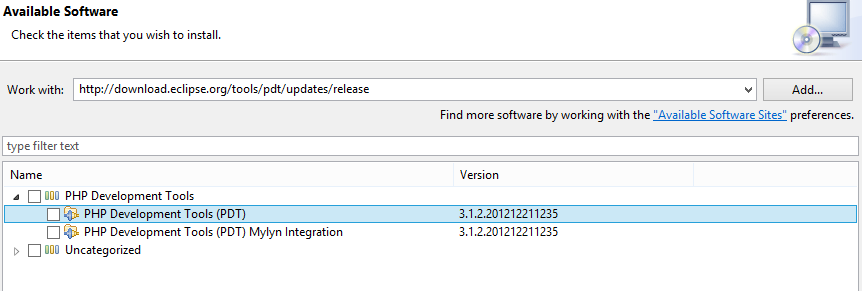 Available Software
Check the items that you wish to install.
Work with: http://download.eclipse.org/tools/pdt/updates/release Add...
Find more software by working with the "Available Software Sites" preferences.
type filter text
Name Version
PHP Development Tools
PHP Development Tools (PDT) 3.1.2.201212211235
PHP Development Tools (PDT) Mylyn Integration 3.1.2.201212211235
Uncategorized